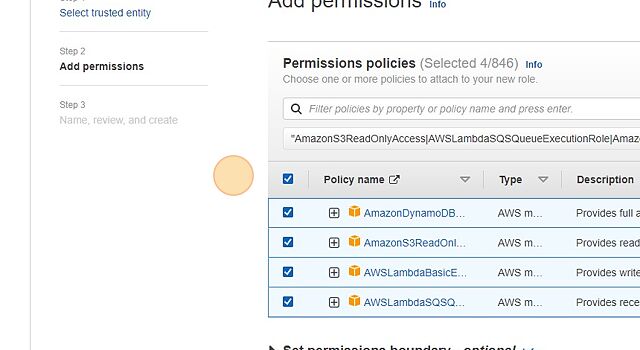 Select trusted entity
Step 2
Add permissions
Step 3
Name, review, and create
Add permissions Info
Permissions policies (Selected 4/846) Info
Choose one or more policies to attach to your new role.
Filter policies by property or policy name and press enter.
"AmazonS3ReadOnlyAccess|AWSLambdaSQSQueueExecutionRole|Amazo
Policy name Type Description
AmazonDynamoDB... AWS m... Provides full a
AmazonS3ReadOnl... AWS m... Provides read
AWSLambdaBasicE... AWS m... Provides write
AWSLambdaSQSQ... AWS m... Provides rece
Set permissions boundary - optional